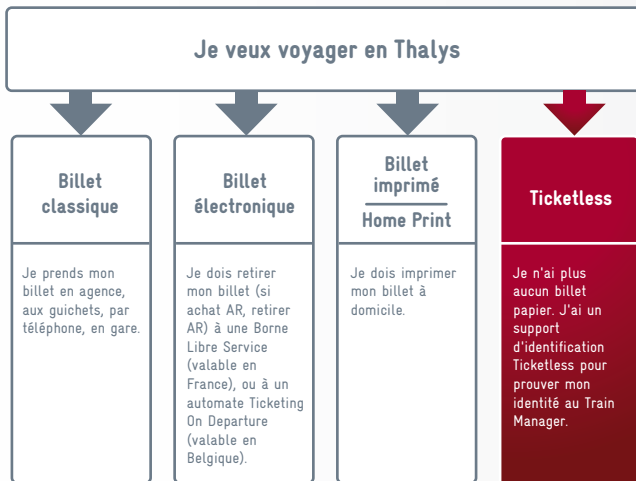 Je veux voyager en Thalys
Billet
classique
Je prends mon
billet en agence,
aux guichets, par
téléphone, en gare.
Billet
électronique
Je dois retirer
mon billet (si
achat AR, retirer
AR) à une Borne
Libre Service
(valable en
France), ou à un
automate Ticketing
On Departure
(valable en
Belgique).
Billet
imprimé
Home Print
Je dois imprimer
mon billet à
domicile.
Ticketless
Je n'ai plus
aucun billet
papier. J'ai un
support
d'identification
Ticketless pour
prouver mon
identité au Train
Manager.